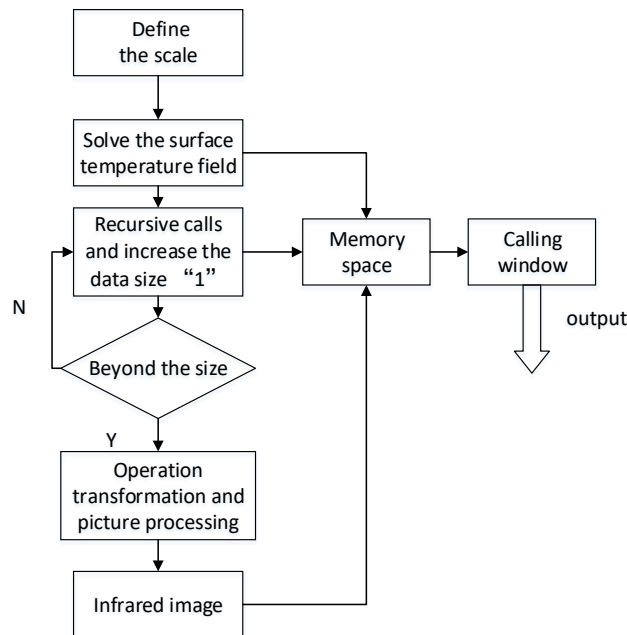 Define
the scale
Solve the surface
temperature field
Recursive calls
and increase the
data size “1”
Memory
space
Calling
window
N
output
Beyond the size
Y
Operation
transformation and
picture processing
Infrared image